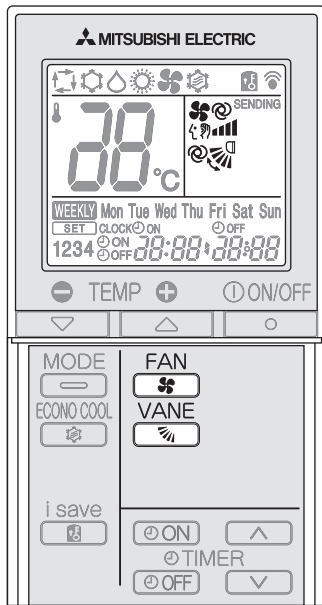 MITSUBISHI ELECTRIC
SENDING
88 °C
WEEKLY Mon Tue Wed Thu Fri Sat Sun
SET CLOCK ON OFF
1234 ON OFF 88:88 88:88
TEMP ON/OFF
MODE FAN
ECONO COOL VANE
i save
ON
TIMER
OFF